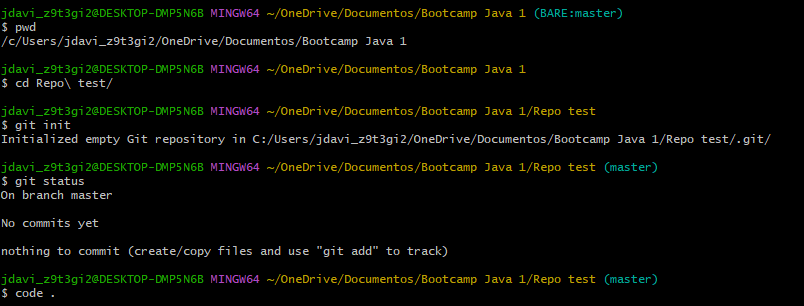 jdavi_z9t3gi2@DESKTOP-DMP5N6B MINGW64 ~/OneDrive/Documentos/Bootcamp Java 1 (BARE:master)
$ pwd
/c/Users/jdavi_z9t3gi2/OneDrive/Documentos/Bootcamp Java 1
jdavi_z9t3gi2@DESKTOP-DMP5N6B MINGW64 ~/OneDrive/Documentos/Bootcamp Java 1
$ cd Repo\ test/
jdavi_z9t3gi2@DESKTOP-DMP5N6B MINGW64 ~/OneDrive/Documentos/Bootcamp Java 1/Repo test
$ git init
Initialized empty Git repository in C:/Users/jdavi_z9t3gi2/OneDrive/Documentos/Bootcamp Java 1/Repo test/.git/
jdavi_z9t3gi2@DESKTOP-DMP5N6B MINGW64 ~/OneDrive/Documentos/Bootcamp Java 1/Repo test (master)
$ git status
On branch master
No commits yet
nothing to commit (create/copy files and use "git add" to track)
jdavi_z9t3gi2@DESKTOP-DMP5N6B MINGW64 ~/OneDrive/Documentos/Bootcamp Java 1/Repo test (master)
$ code .